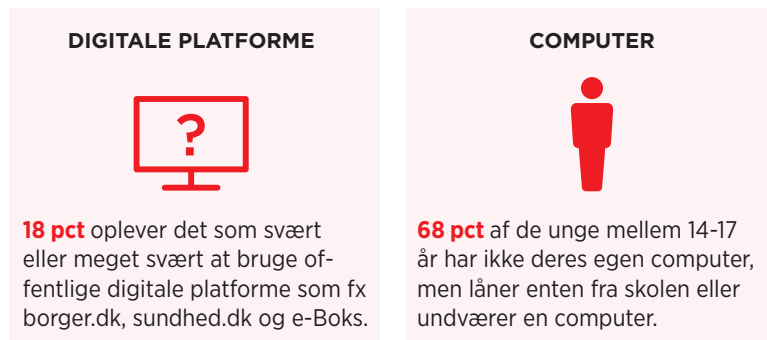 DIGITALE PLATFORME
?
18 pct oplever det som svært
eller meget svært at bruge of-
fentlige digitale platforme som fx
borger.dk, sundhed.dk og e-Boks.
COMPUTER
68 pct af de unge mellem 14-17
år har ikke deres egen computer,
men låner enten fra skolen eller
undværer en computer.